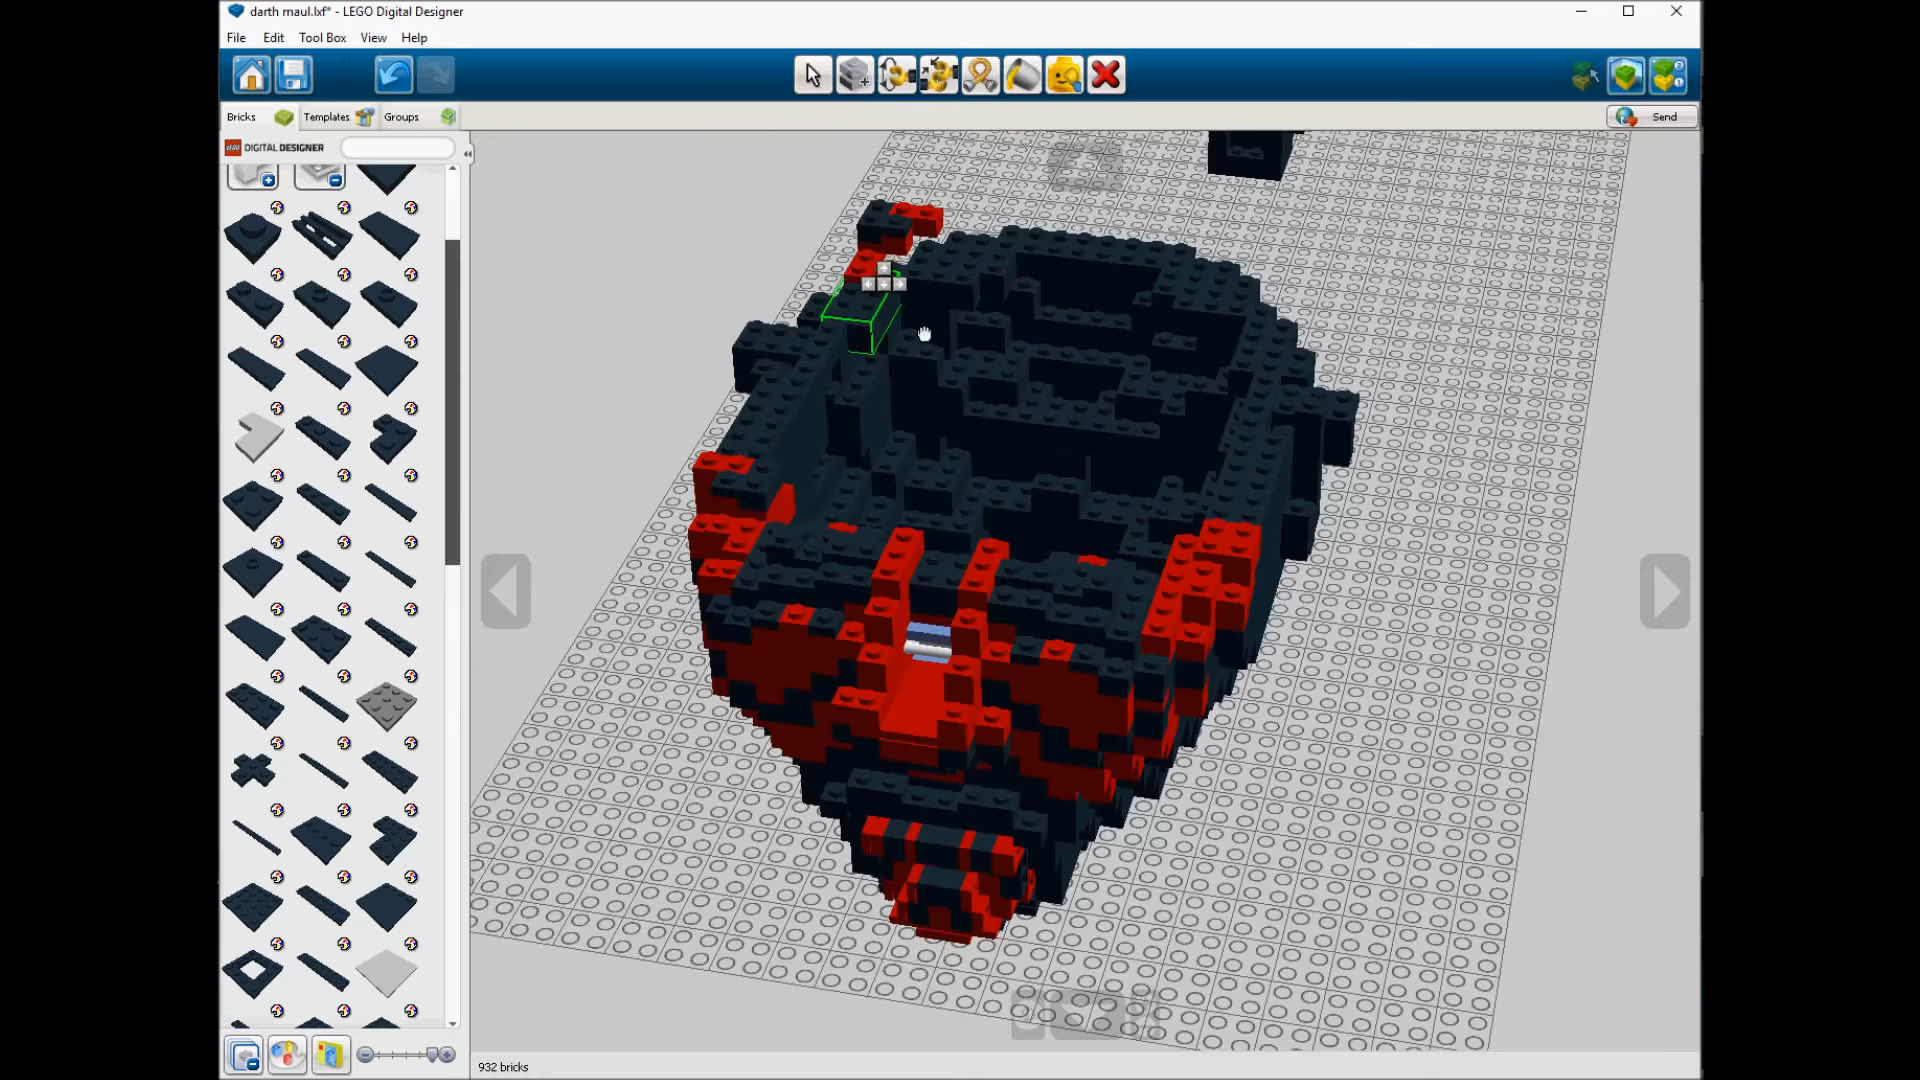 darth maul.lxf* - LEGO Digital Designer
File Edit Tool Box View Help
Bricks Templates Groups
Send
LEGO DIGITAL DESIGNER
932 bricks